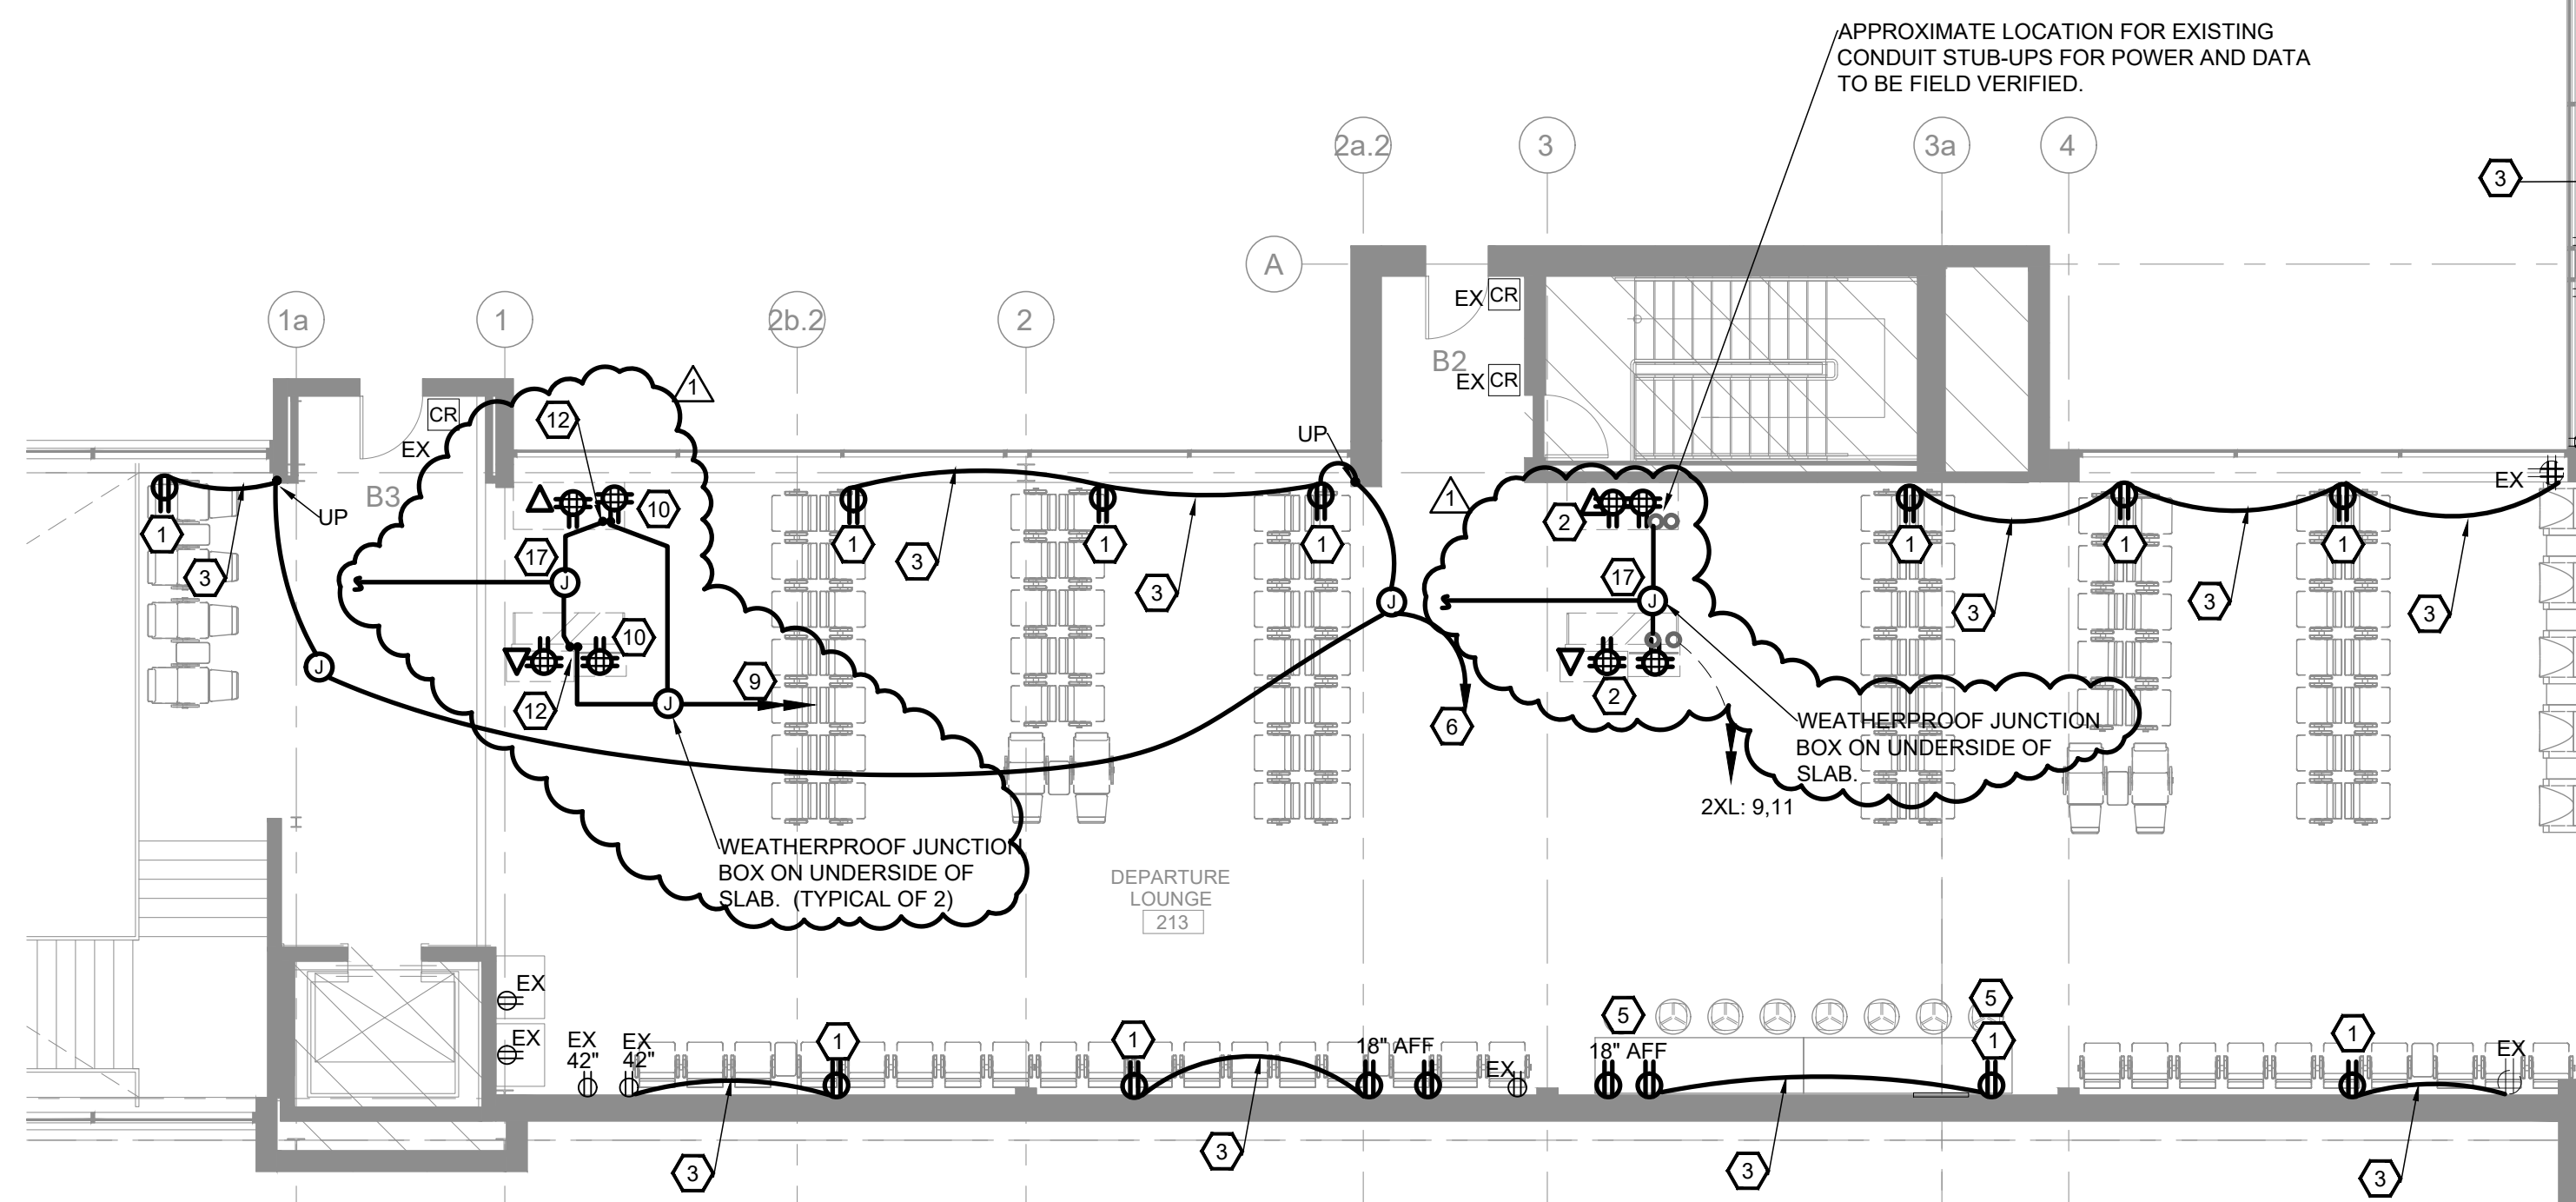 APPROXIMATE LOCATION FOR EXISTING
CONDUIT STUB-UPS FOR POWER AND DATA
TO BE FIELD VERIFIED.
2a.2
3
3a
4
3
A
EX CR
1a
1
2b.2
2
B2
EX CR
1
CR
12
EX
UP
EX
B3
10
1
2
UP
1
17
1
1
1
1
1
1
3
3
3
17
J
J
J
3
3
3
10
J
2
9
12
J
6
WEATHERPROOF JUNCTION
BOX ON UNDERSIDE OF
SLAB.
2XL: 9,11
WEATHERPROOF JUNCTION
BOX ON UNDERSIDE OF
SLAB.  (TYPICAL OF 2)
DEPARTURE
LOUNGE
213
EX
5
5
EX
EX
42"
EX
42"
1
1
18" AFF
18" AFF
1
1
EX
EX
3
3
3
3